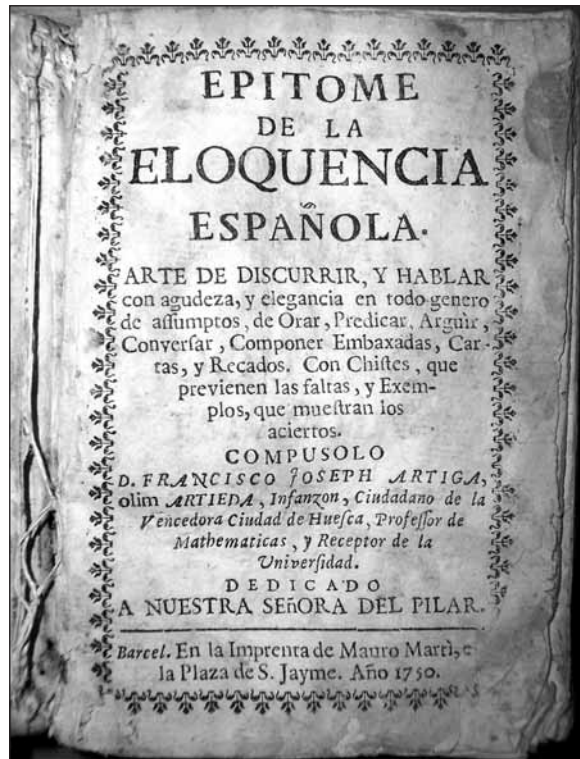 EPITOME
DE LA
ELOQUENCIA
ESPAÑOLA.
ARTE DE DISCURRIR, Y HABLAR
con agudeza, y elegancia en todo genero
de aſſumptos, de Orar, Predicar, Arguìr,
Converſar, Componer Embaxadas, Car-
tas, y Recados. Con Chiſtes, que
previenen las faltas, y Exem-
plos, que mueſtran los
aciertos.
COMPUSOLO
D. FRANCISCO JOSEPH ARTIGA,
olim ARTIEDA, Infanzon, Ciudadano de la
Vencedora Ciudad de Hueſca, Profeſſor de
Mathematicas, y Receptor de la
Univerſidad.
DEDICADO
A NUESTRA SEñORA DEL PILAR.
Barcel. En la Imprenta de Mauro Martì, e
la Plaza de S. Jayme. Año 1750.